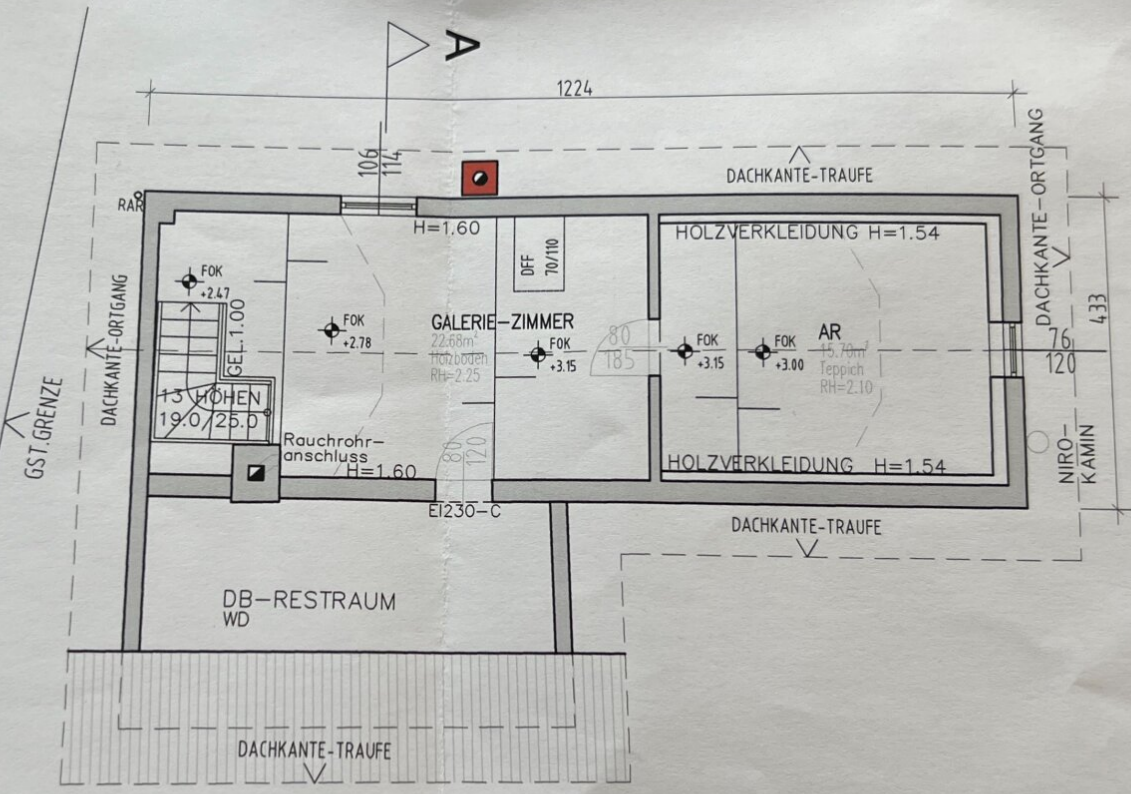 A
1224
106
114
DACHKANTE-TRAUFE
DACHKANTE-ORTGANG
RAR
H=1.60
HOLZVERKLEIDUNG H=1.54
DFF
70/110
FOK
+2.47
GEL.1.00
FOK
+2.78
GALERIE-ZIMMER
22.68m²
Holzboden
RH=2.25
FOK
+3.15
80
185
FOK
+3.15
FOK
+3.00
AR
15.70m²
Teppich
RH=2.10
76
120
433
DACHKANTE-ORTGANG
GST.GRENZE
13 HÖHEN
19.0/25.0
Rauchrohr-
anschluss
H=1.60
80
120
HOLZVERKLEIDUNG H=1.54
NIRO-
KAMIN
EI230-C
DACHKANTE-TRAUFE
DB-RESTRAUM
WD
DACHKANTE-TRAUFE